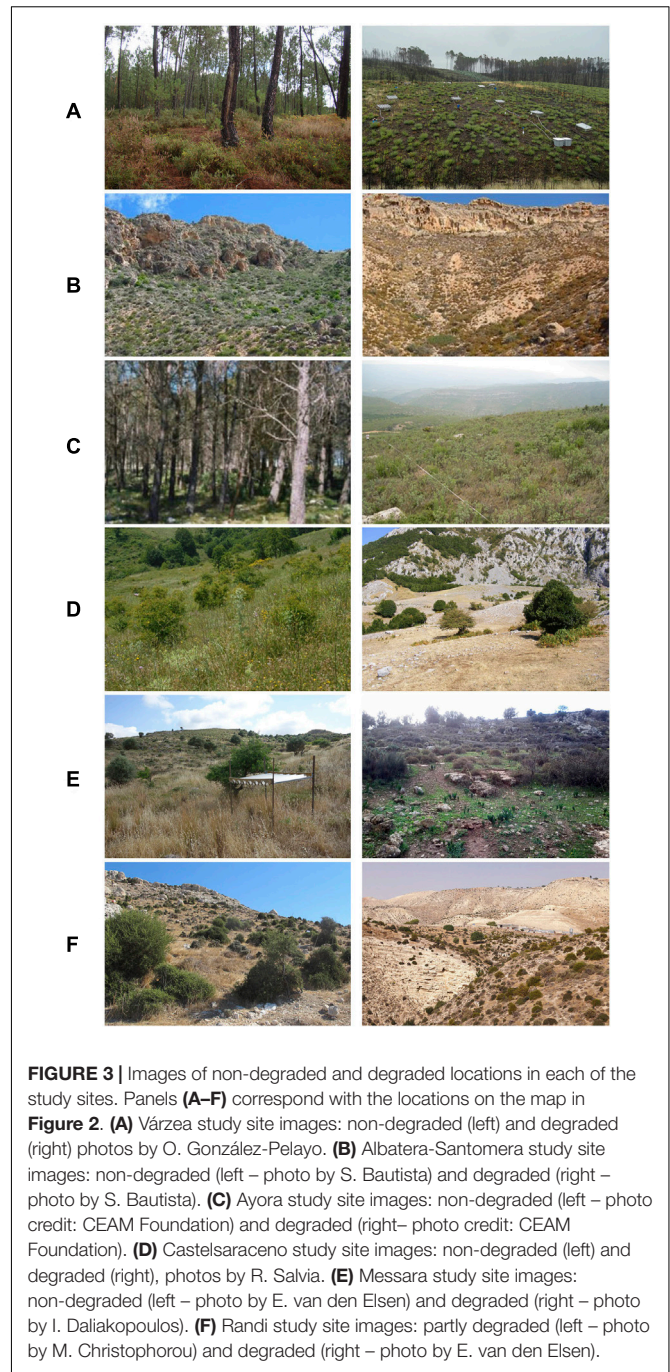 A
B
C
D
E
F
FIGURE 3 | Images of non-degraded and degraded locations in each of the
study sites. Panels (A–F) correspond with the locations on the map in
Figure 2. (A) Várzea study site images: non-degraded (left) and degraded
(right) photos by O. González-Pelayo. (B) Albatera-Santomera study site
images: non-degraded (left – photo by S. Bautista) and degraded (right –
photo by S. Bautista). (C) Ayora study site images: non-degraded (left – photo
credit: CEAM Foundation) and degraded (right– photo credit: CEAM
Foundation). (D) Castelsaraceno study site images: non-degraded (left) and
degraded (right), photos by R. Salvia. (E) Messara study site images:
non-degraded (left – photo by E. van den Elsen) and degraded (right – photo
by I. Daliakopoulos). (F) Randi study site images: partly degraded (left – photo
by M. Christophorou) and degraded (right – photo by E. van den Elsen).